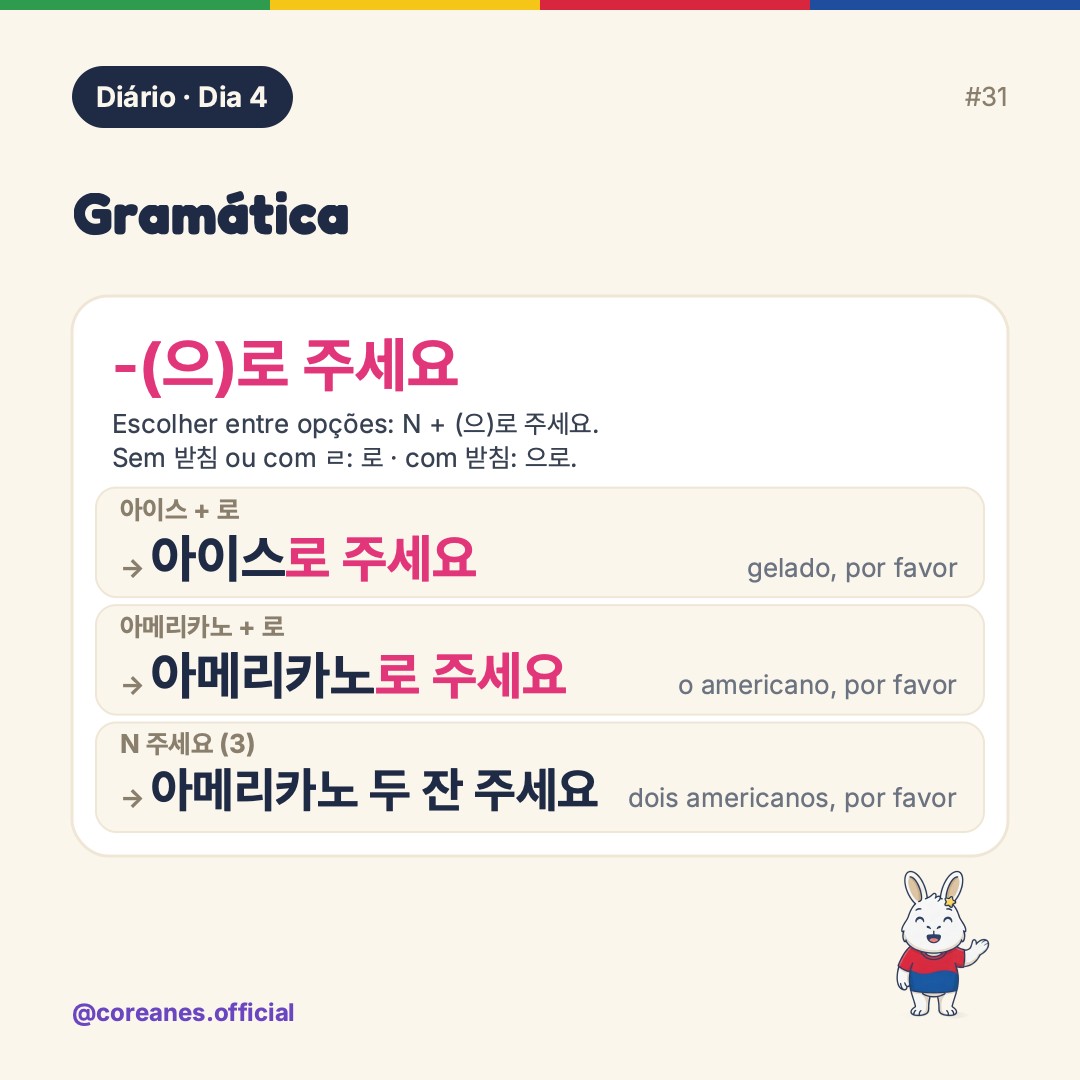 Diário · Dia 4
#31
Gramática
-(으)로 주세요
Escolher entre opções: N + (으)로 주세요.
Sem 받침 ou com ㄹ: 로 · com 받침: 으로.
아이스 + 로
→ 아이스로 주세요 gelado, por favor
아메리카노 + 로
→ 아메리카노로 주세요 o americano, por favor
N 주세요 (3)
→ 아메리카노 두 잔 주세요 dois americanos, por favor
@coreanes.official